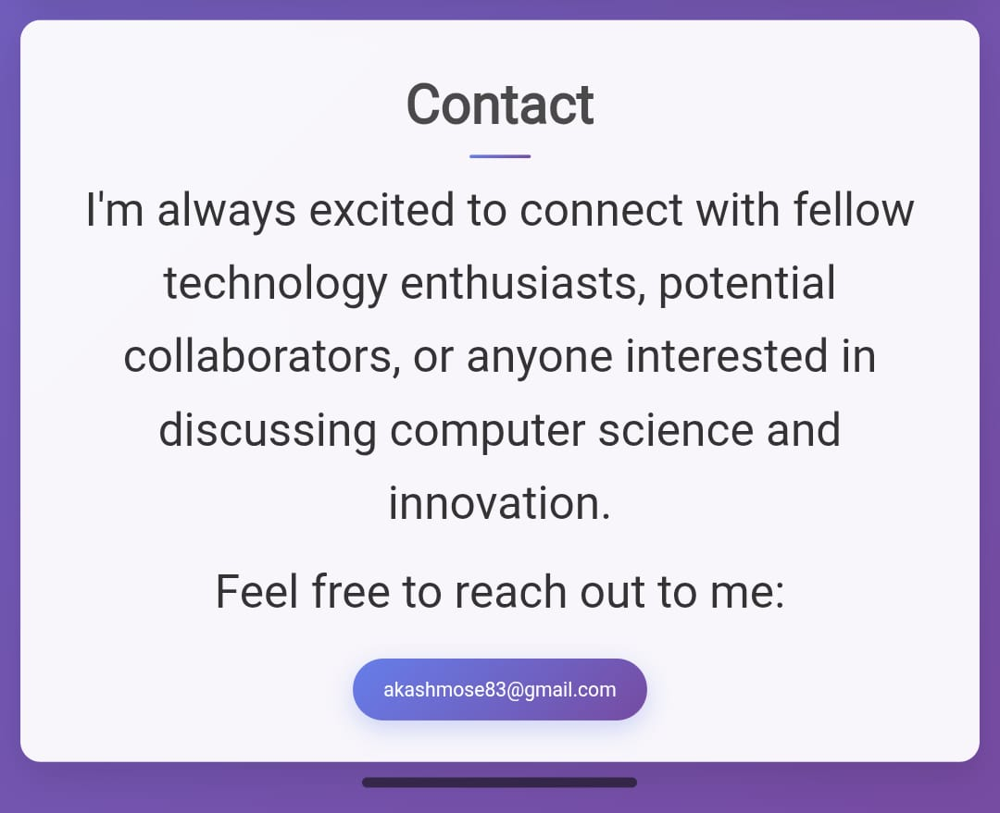 Contact
I'm always excited to connect with fellow
technology enthusiasts, potential
collaborators, or anyone interested in
discussing computer science and
innovation.
Feel free to reach out to me:
akashmose83@gmail.com